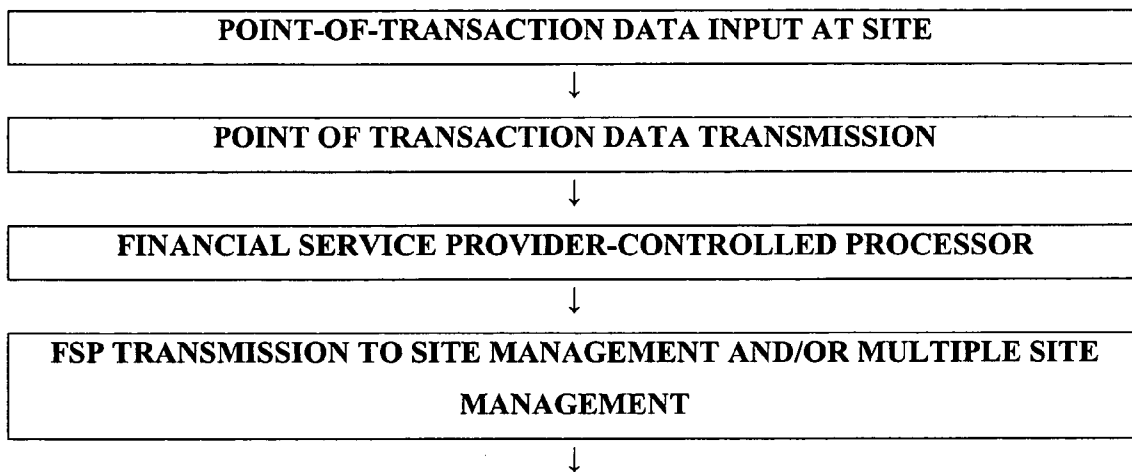 POINT-OF-TRANSACTION DATA INPUT AT SITE
↓
POINT OF TRANSACTION DATA TRANSMISSION
↓
FINANCIAL SERVICE PROVIDER-CONTROLLED PROCESSOR
↓
FSP TRANSMISSION TO SITE MANAGEMENT AND/OR MULTIPLE SITE
MANAGEMENT
↓